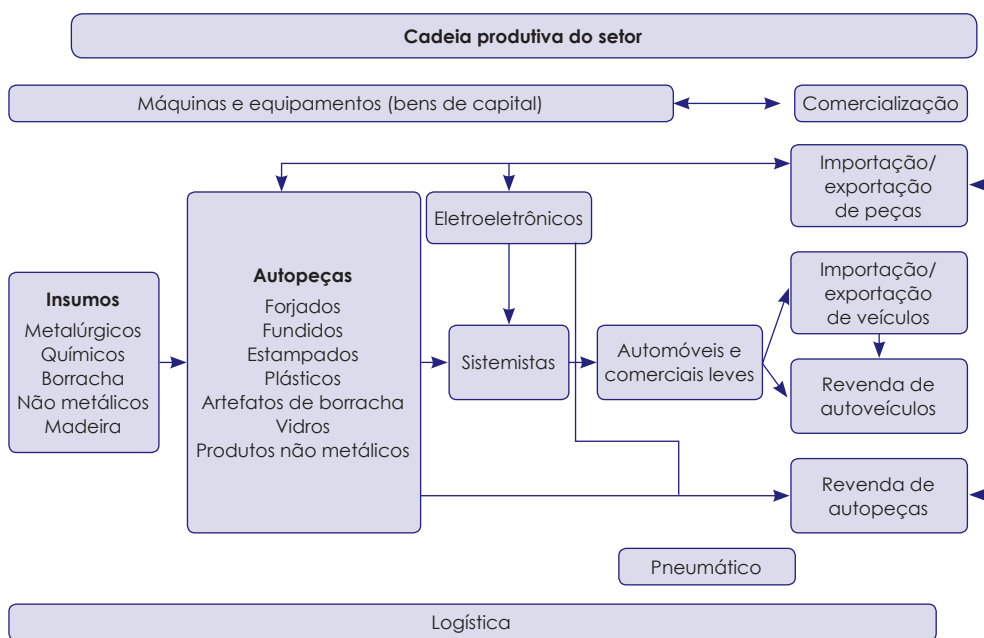 Cadeia produtiva do setor
Máquinas e equipamentos (bens de capital)
Comercialização
Importação/
exportação
de peças
Eletroeletrônicos
Insumos
Metalúrgicos
Químicos
Borracha
Não metálicos
Madeira
Autopeças
Forjados
Fundidos
Estampados
Plásticos
Artefatos de borracha
Vidros
Produtos não metálicos
Sistemistas
Automóveis e
comerciais leves
Importação/
exportação
de veículos
Revenda de
autoveículos
Revenda de
autopeças
Pneumático
Logística